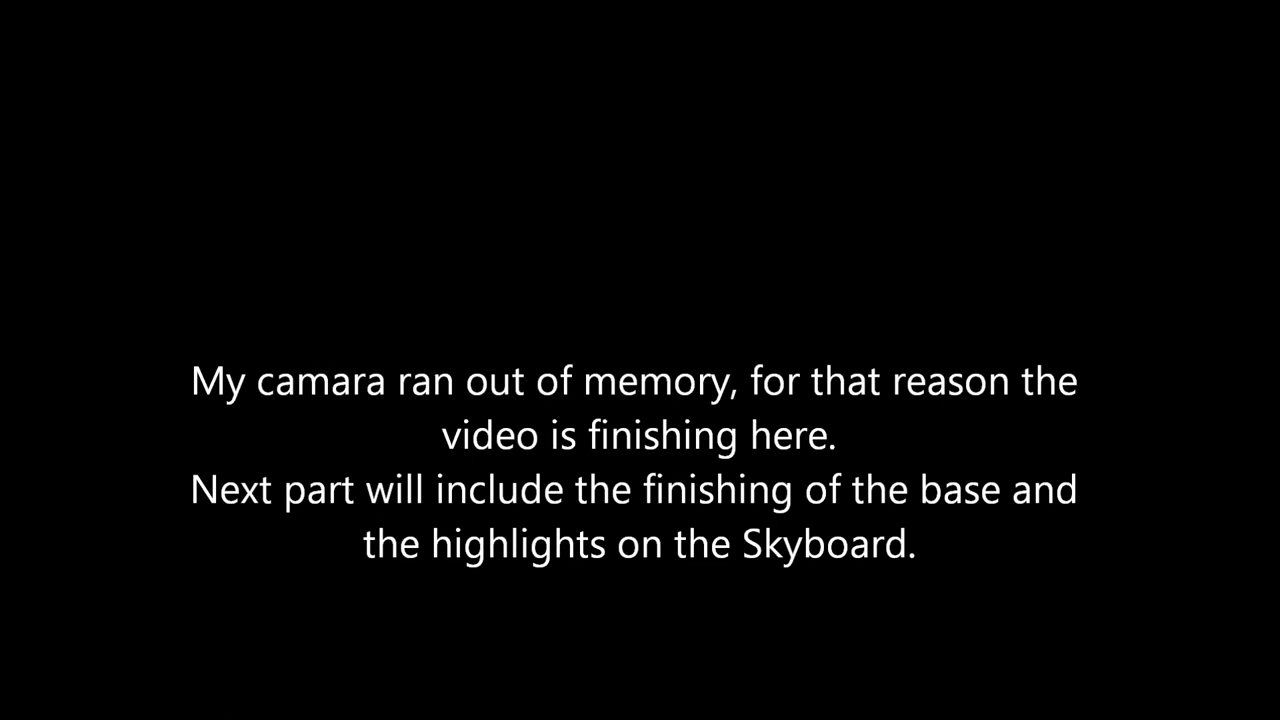 My camara ran out of memory, for that reason the
video is finishing here.
Next part will include the finishing of the base and
the highlights on the Skyboard.